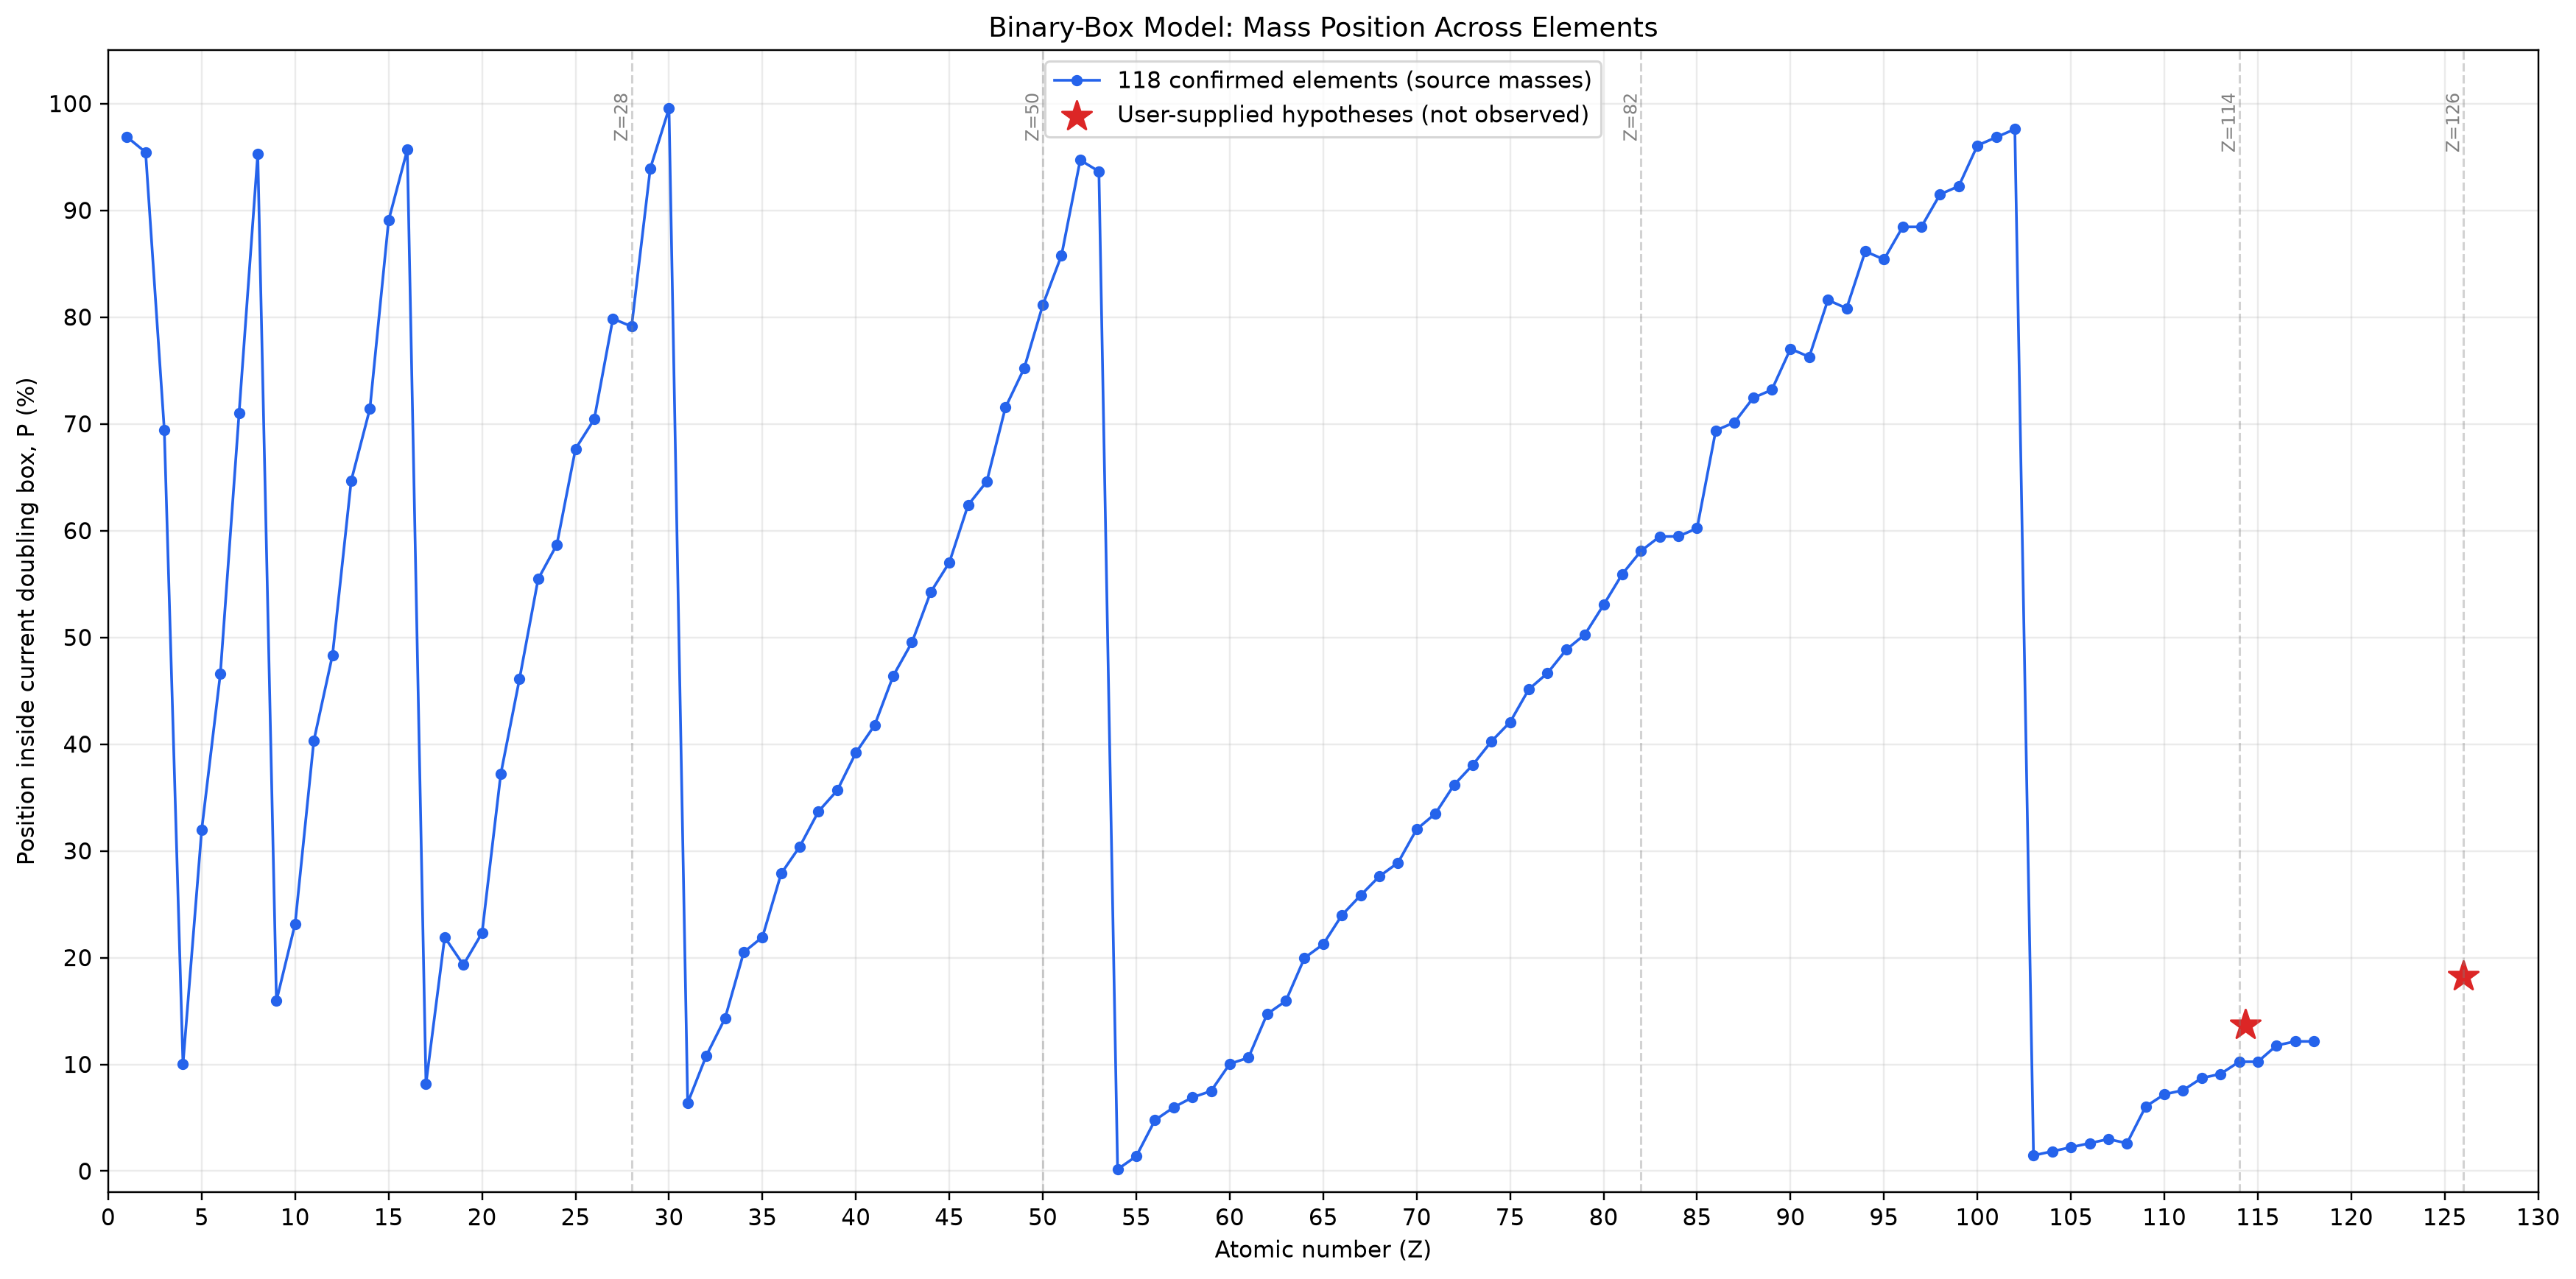 Binary-Box Model: Mass Position Across Elements
118 confirmed elements (source masses)
User-supplied hypotheses (not observed)
Z=28
Z=50
Z=82
Z=114
Z=126
Position inside current doubling box, P (%)
100
90
80
70
60
50
40
30
20
10
0
0 5 10 15 20 25 30 35 40 45 50 55 60 65 70 75 80 85 90 95 100 105 110 115 120 125 130
Atomic number (Z)